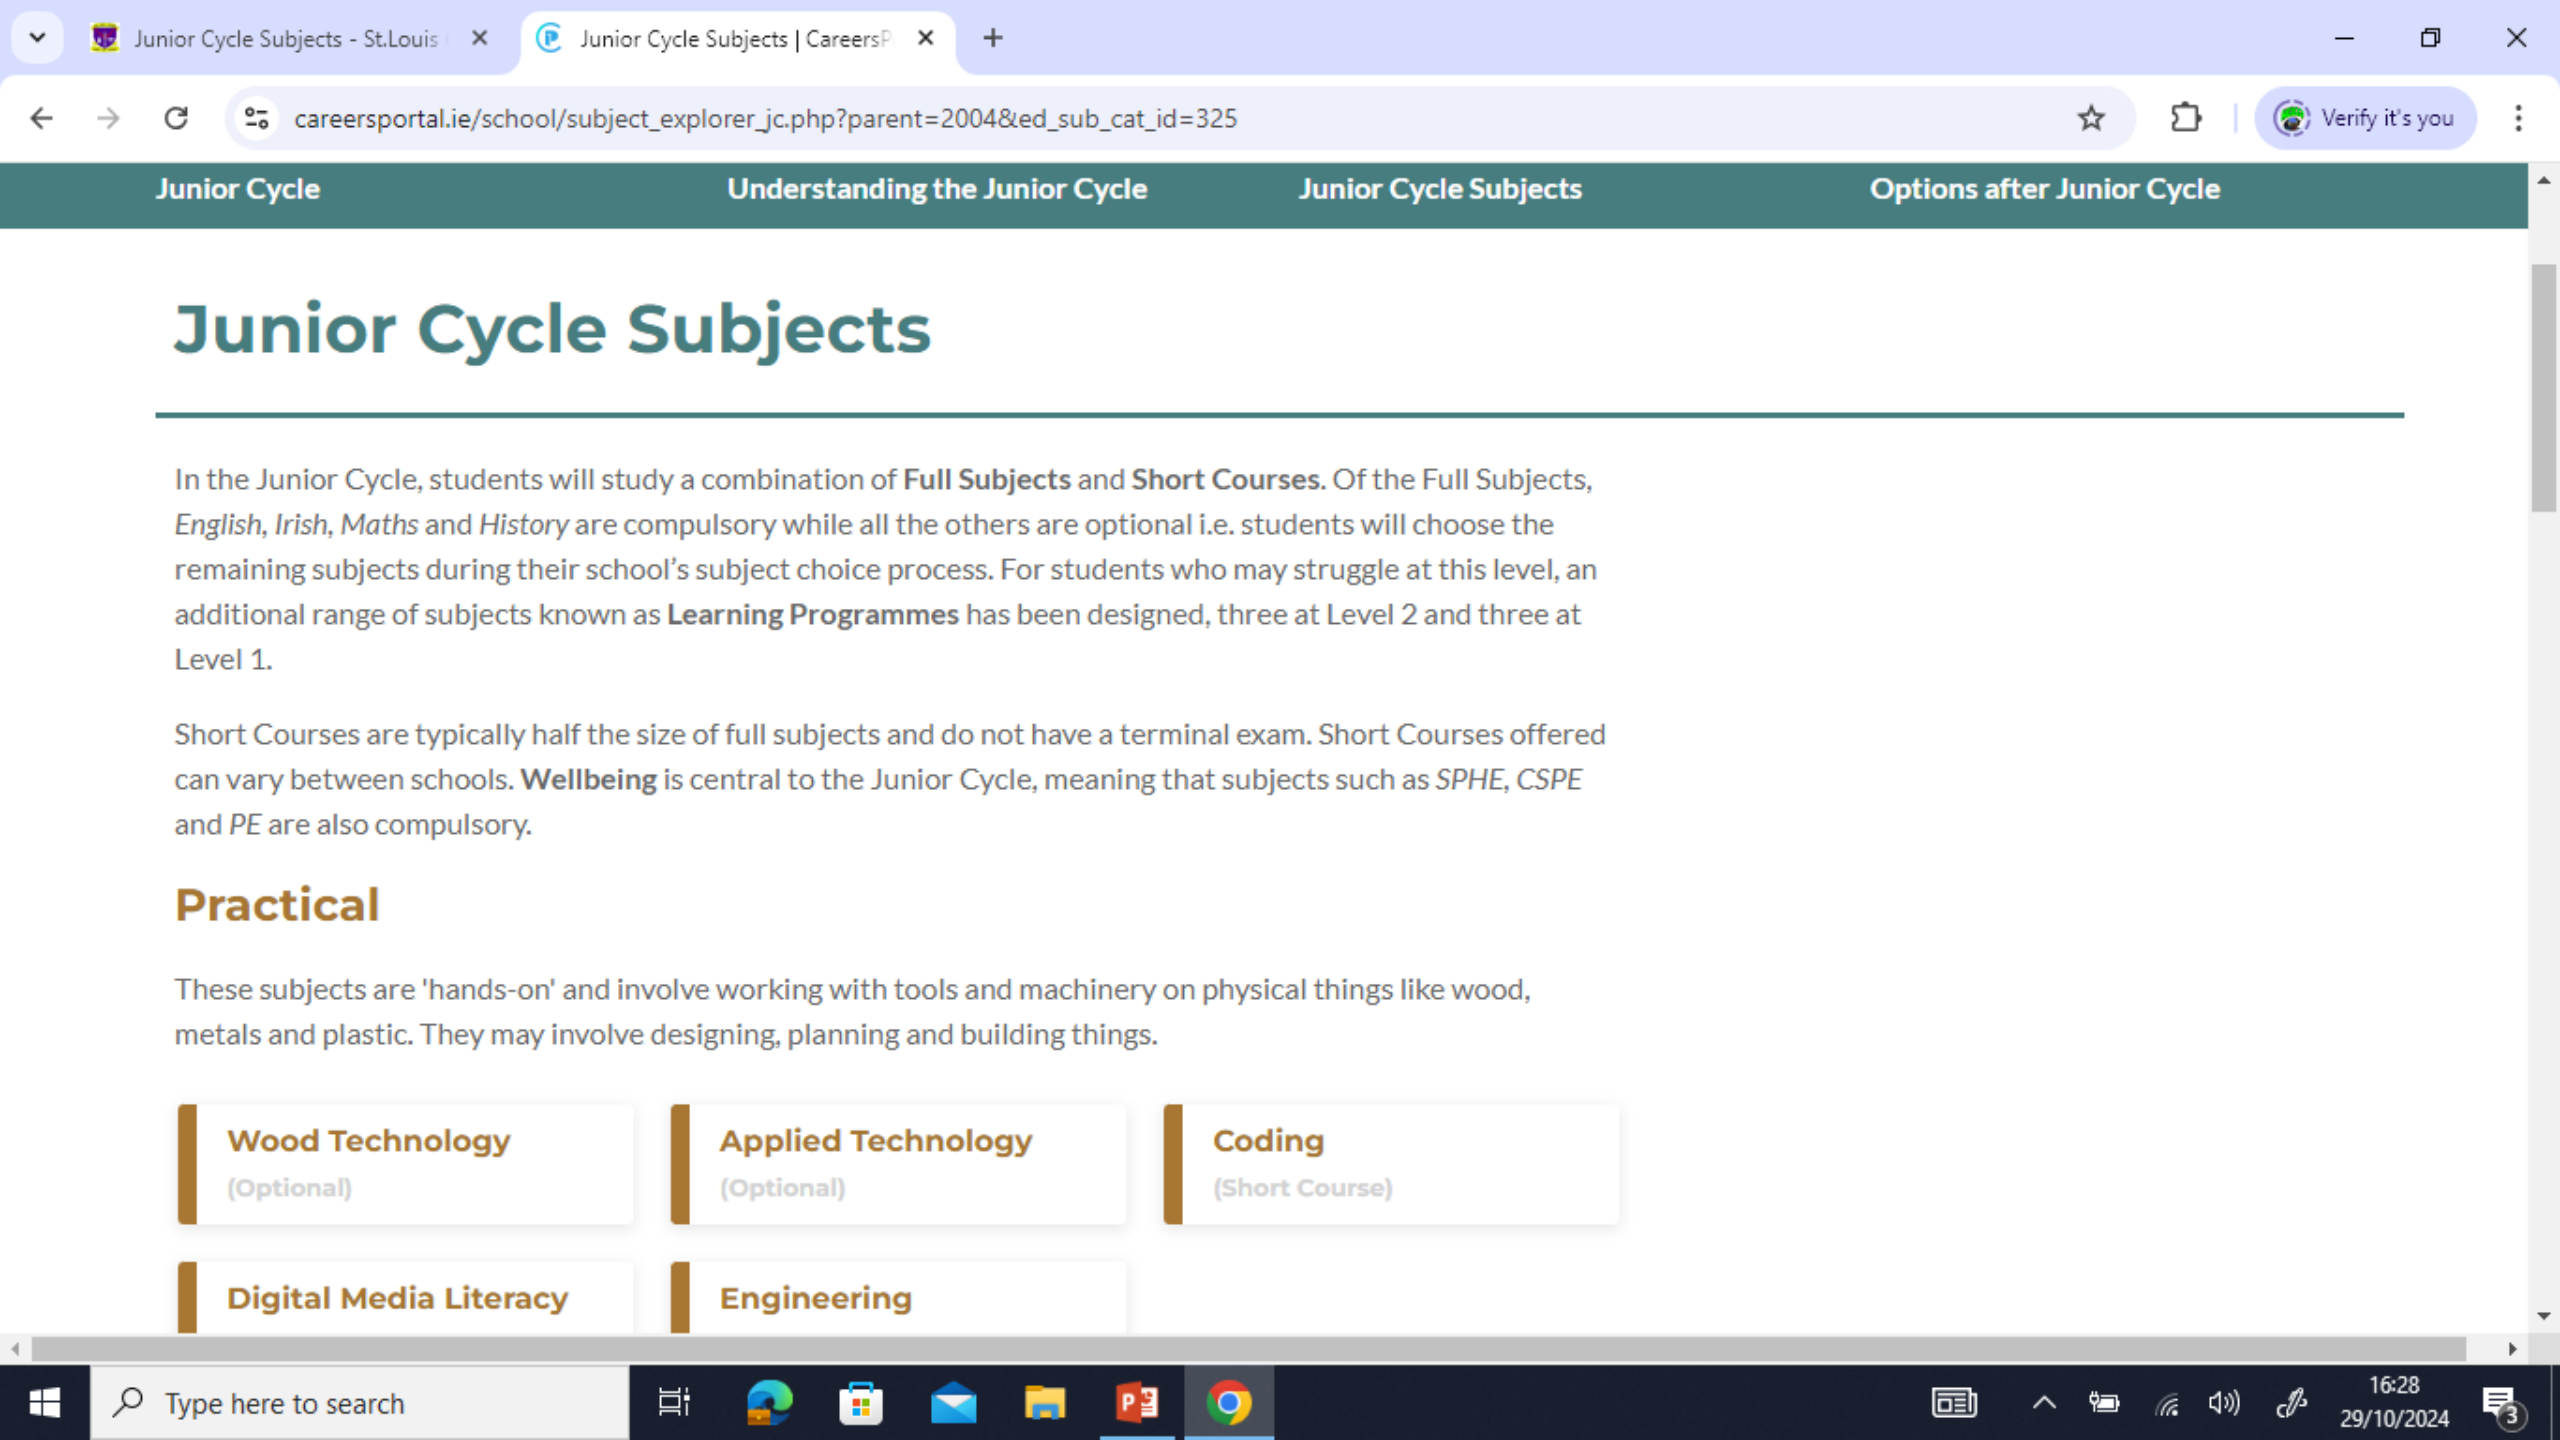 Junior Cycle Subjects - St.Louis
Junior Cycle Subjects | CareersP
careersportal.ie/school/subject_explorer_jc.php?parent=2004&ed_sub_cat_id=325
Verify it's you
Junior Cycle
Understanding the Junior Cycle
Junior Cycle Subjects
Options after Junior Cycle
Junior Cycle Subjects
In the Junior Cycle, students will study a combination of Full Subjects and Short Courses. Of the Full Subjects,
English, Irish, Maths and History are compulsory while all the others are optional i.e. students will choose the
remaining subjects during their school's subject choice process. For students who may struggle at this level, an
additional range of subjects known as Learning Programmes has been designed, three at Level 2 and three at
Level 1.
Short Courses are typically half the size of full subjects and do not have a terminal exam. Short Courses offered
can vary between schools. Wellbeing is central to the Junior Cycle, meaning that subjects such as SPHE, CSPE
and PE are also compulsory.
Practical
These subjects are 'hands-on' and involve working with tools and machinery on physical things like wood,
metals and plastic. They may involve designing, planning and building things.
Wood Technology
(Optional)
Applied Technology
(Optional)
Coding
(Short Course)
Digital Media Literacy
Engineering
Type here to search
16:28
29/10/2024
3